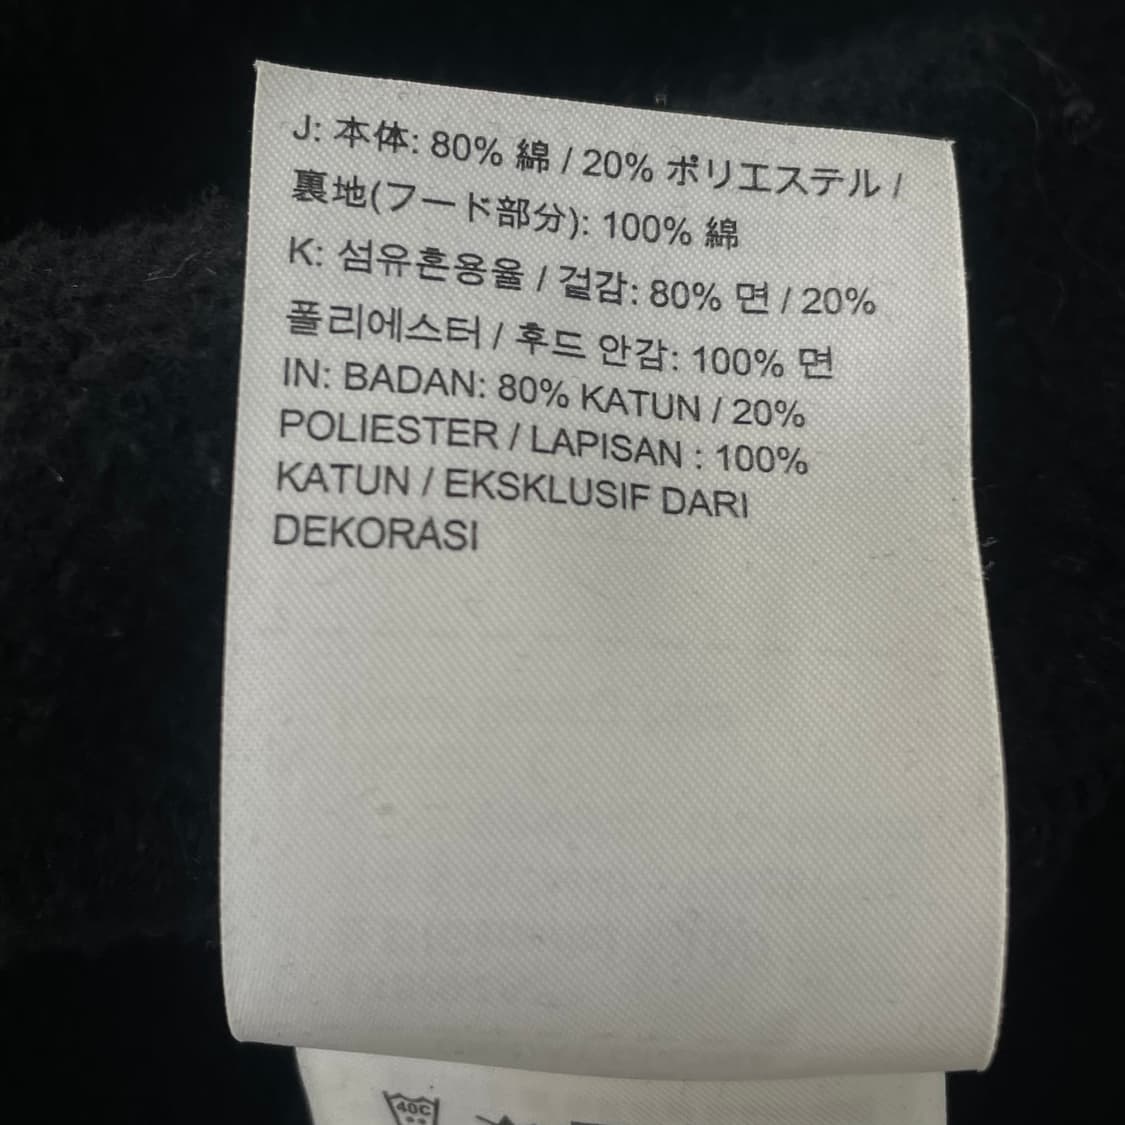 J: 本体: 80% 綿 / 20% ポリエステル /
裏地(フード部分): 100% 綿
K: 섬유혼용율 / 겉감: 80% 면 / 20%
폴리에스터 / 후드 안감: 100% 면
IN: BADAN: 80% KATUN / 20%
POLIESTER / LAPISAN : 100%
KATUN / EKSKLUSIF DARI
DEKORASI
40C